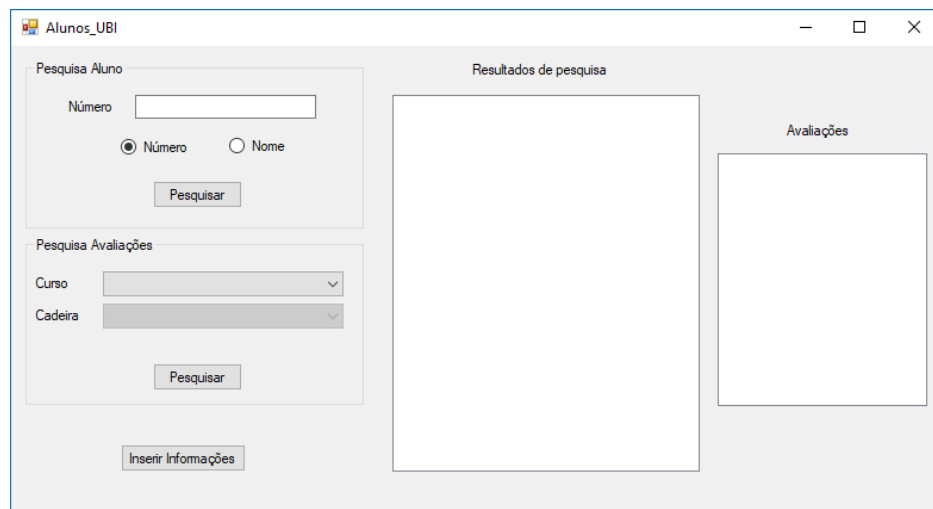 Alunos_UBI
Pesquisa Aluno
Número
Número
Nome
Pesquisar
Pesquisa Avaliações
Curso
Cadeira
Pesquisar
Inserir Informações
Resultados de pesquisa
Avaliações